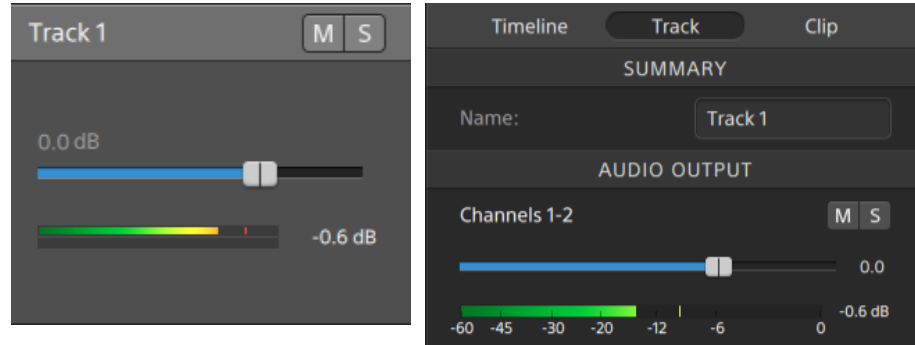 Track 1 M S
0.0 dB
-0.6 dB
Timeline Track Clip
SUMMARY
Name: Track 1
AUDIO OUTPUT
Channels 1-2 M S
0.0
-0.6 dB
-60 -45 -30 -20 -12 -6 0